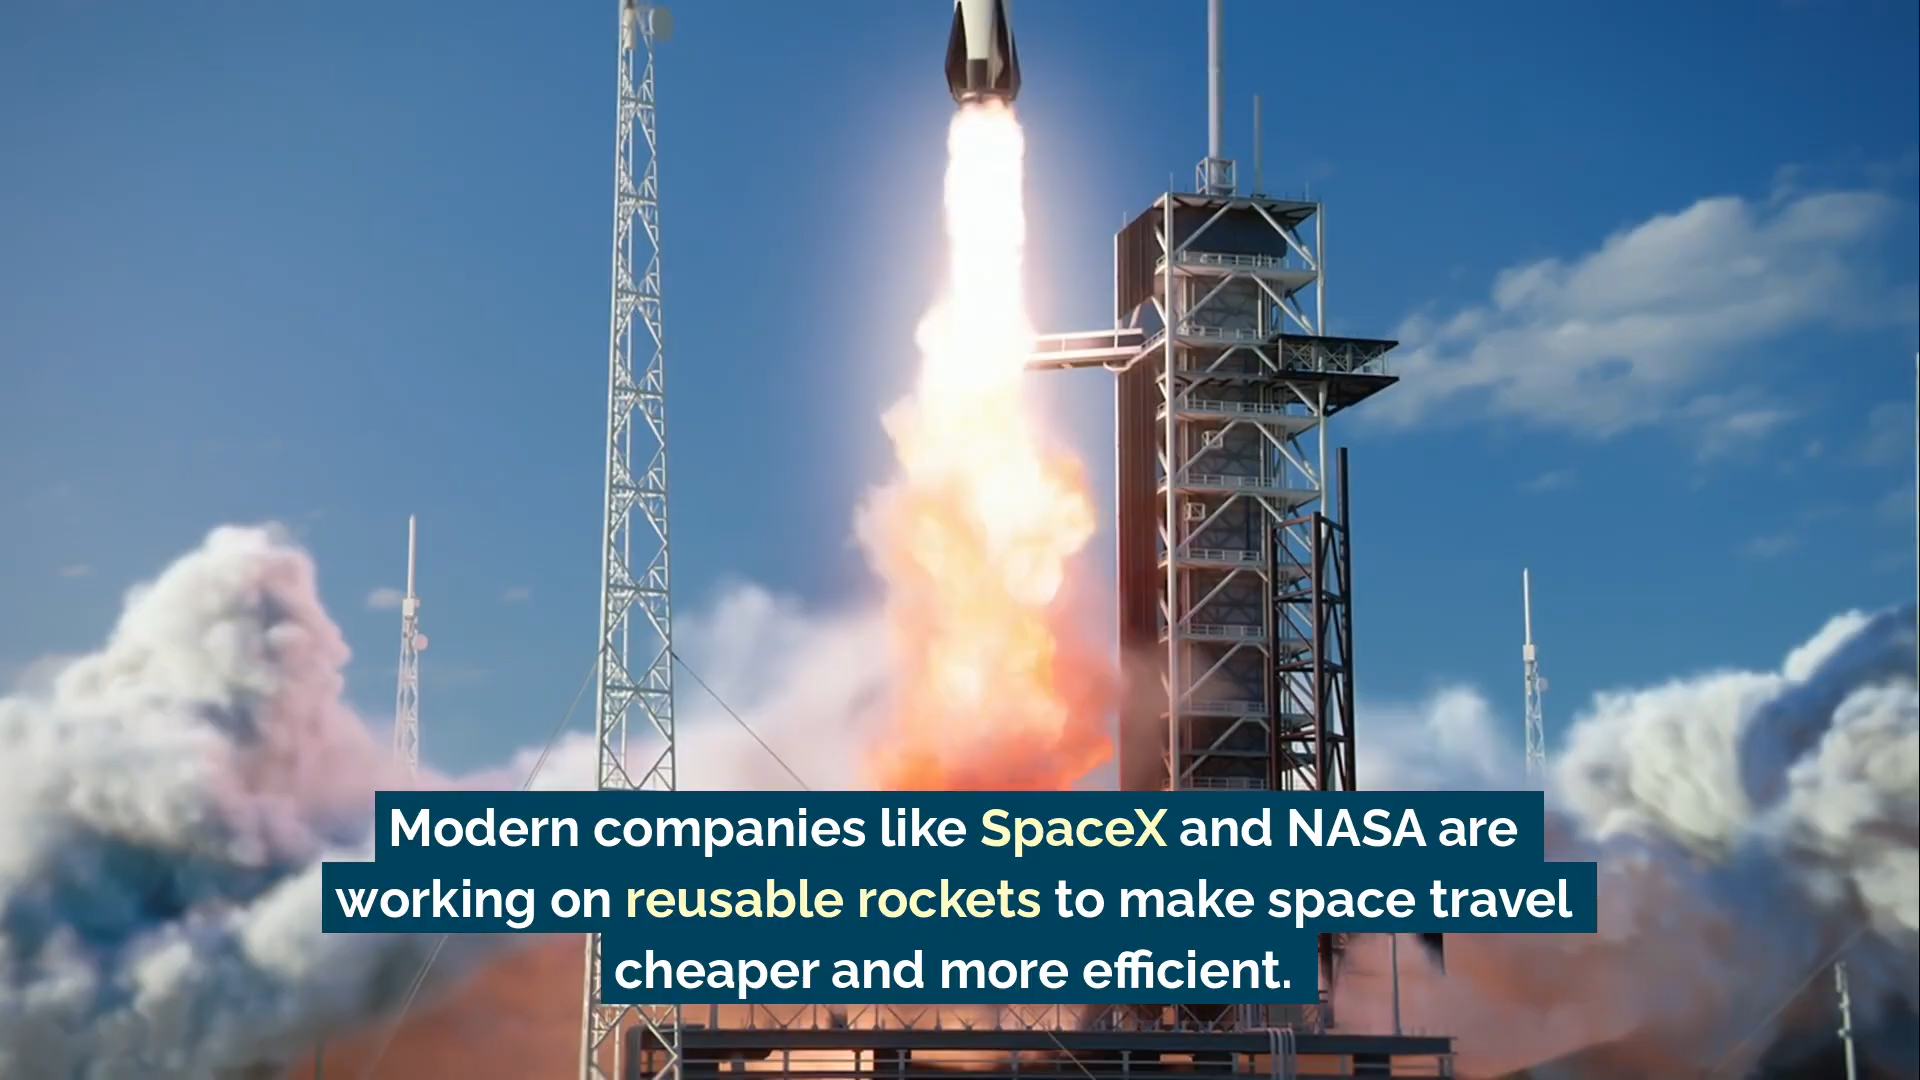 Modern companies like SpaceX and NASA are
working on reusable rockets to make space travel
cheaper and more efficient.